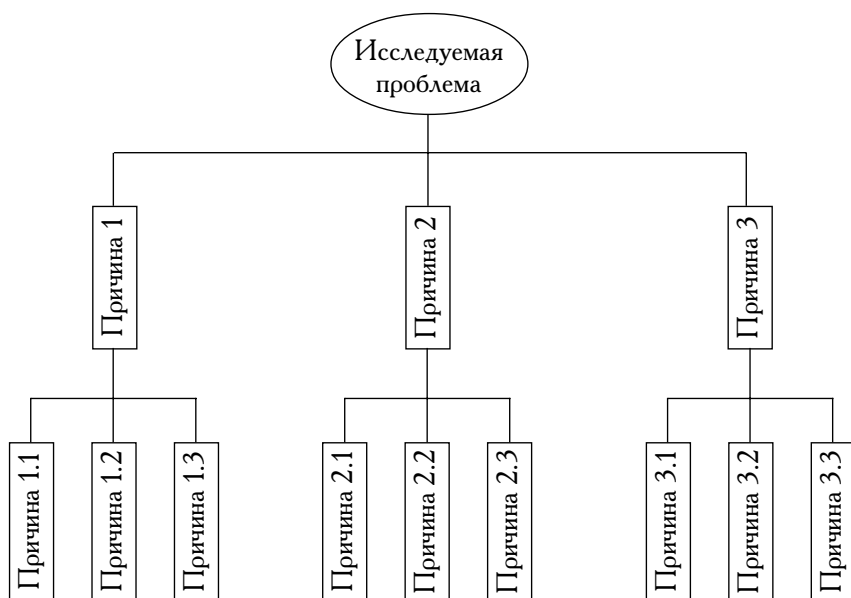 Исследуемая
проблема
Причина 1
Причина 2
Причина 3
Причина 1.1
Причина 1.2
Причина 1.3
Причина 2.1
Причина 2.2
Причина 2.3
Причина 3.1
Причина 3.2
Причина 3.3